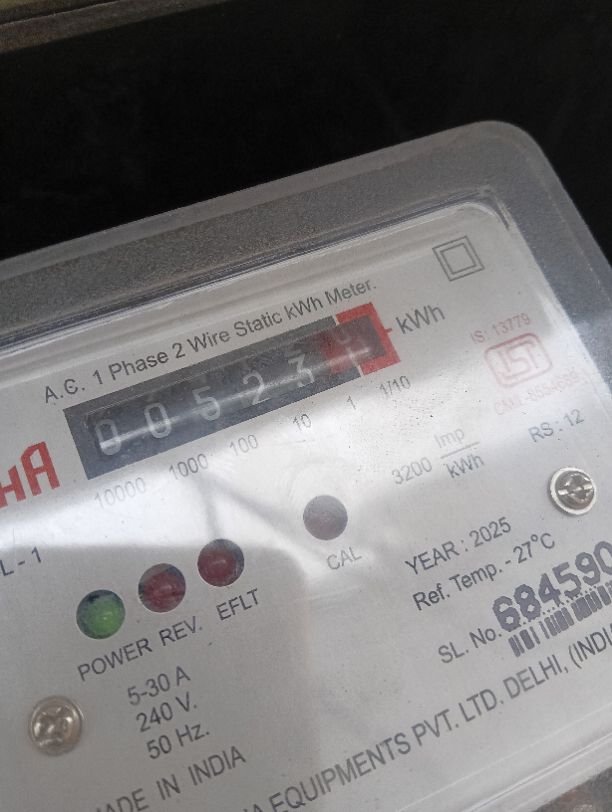 A.C. 1 Phase 2 Wire Static kWh Meter.
0 0 5 2 3
kWh
10000 1000 100 10 1 1/10
IS: 13779
ISI
HA
3200 Imp/kWh
RS: 12
L - 1
CAL
YEAR : 2025
Ref. Temp. - 27°C
POWER REV. EFLT
SL. No. 684590
5-30 A
240 V.
50 Hz.
ADE IN INDIA
A EQUIPMENTS PVT. LTD. DELHI, (INDI